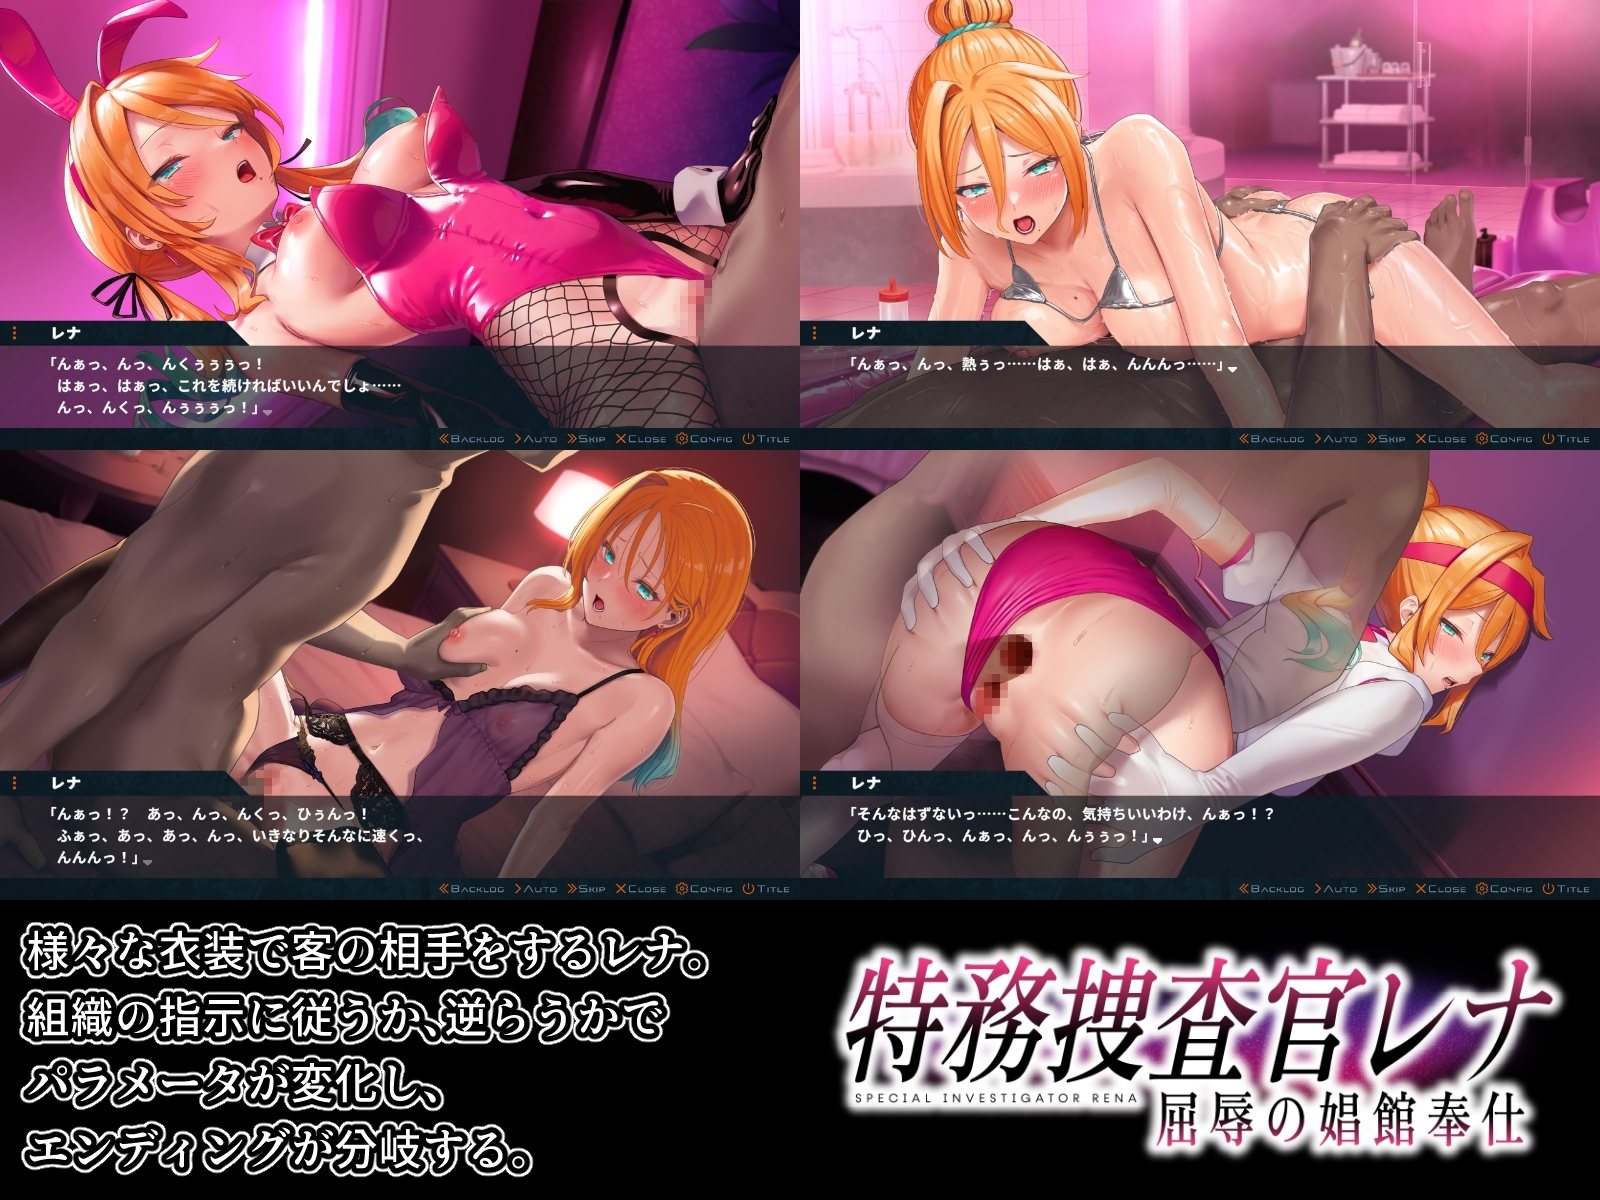 レナ
「んぁっ、んっ、んくぅぅぅっ!
はぁっ、はぁっ、これを続ければいいんでしょ……
んっ、んくっ、んぅぅぅっ!」
BACKLOG AUTO SKIP CLOSE CONFIG TITLE
レナ
「んぁっ、んっ、熱ぅっ……はぁ、はぁ、んんんっ……」
BACKLOG AUTO SKIP CLOSE CONFIG TITLE
レナ
「んぁっ!? あっ、んっ、んくっ、ひぅんっ!
ふぁっ、あっ、あっ、んっ、いきなりそんなに速くっ、
んんんっ!」
BACKLOG AUTO SKIP CLOSE CONFIG TITLE
レナ
「そんなはずないっ……こんなの、気持ちいいわけ、んぁっ!?
ひっ、ひんっ、んぁっ、んっ、んぅぅっ!」
BACKLOG AUTO SKIP CLOSE CONFIG TITLE
様々な衣装で客の相手をするレナ。
組織の指示に従うか、逆らうかで
パラメータが変化し、
エンディングが分岐する。
特務捜査官レナ
SPECIAL INVESTIGATOR RENA
屈辱の娼館奉仕